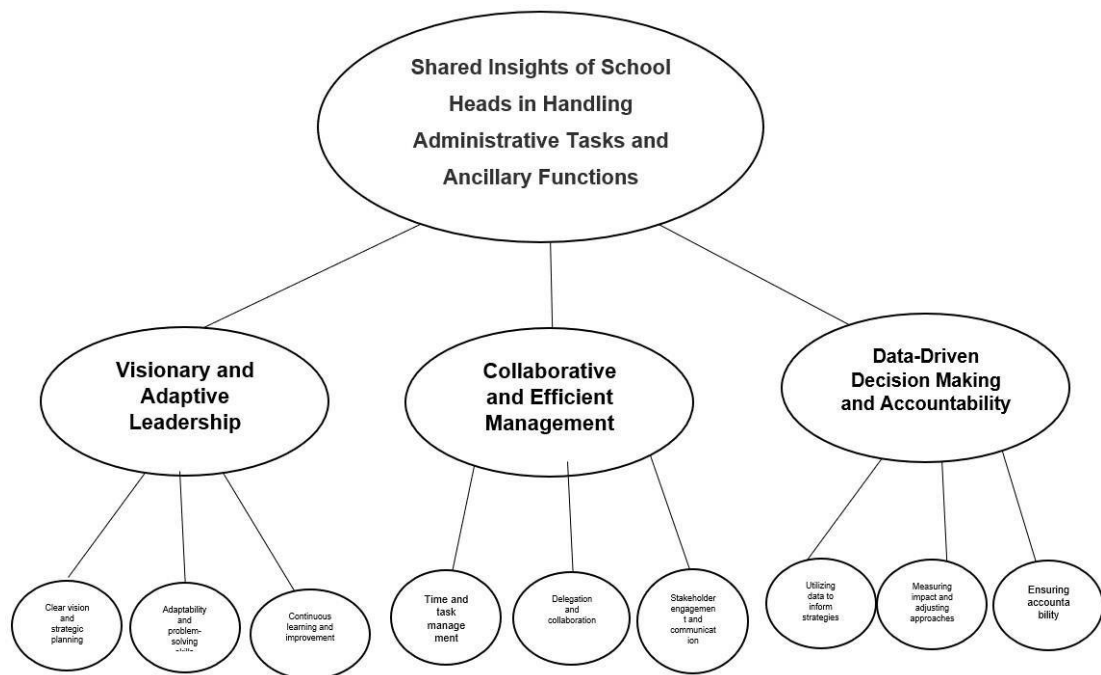 Shared Insights of School
Heads in Handling
Administrative Tasks and
Ancillary Functions
Visionary and
Adaptive
Leadership
Collaborative
and Efficient
Management
Data-Driven
Decision Making
and Accountability
Clear vision
and
strategic
planning
Adaptability
and
problem-
solving
Continuous
learning and
improvement
Time and
task
manage
ment
Delegation
and
collaboration
Stakeholder
engagemen
t and
communicat
ion
Utilizing
data to
inform
strategies
Measuring
impact and
adjusting
approaches
Ensuring
accounta
bility